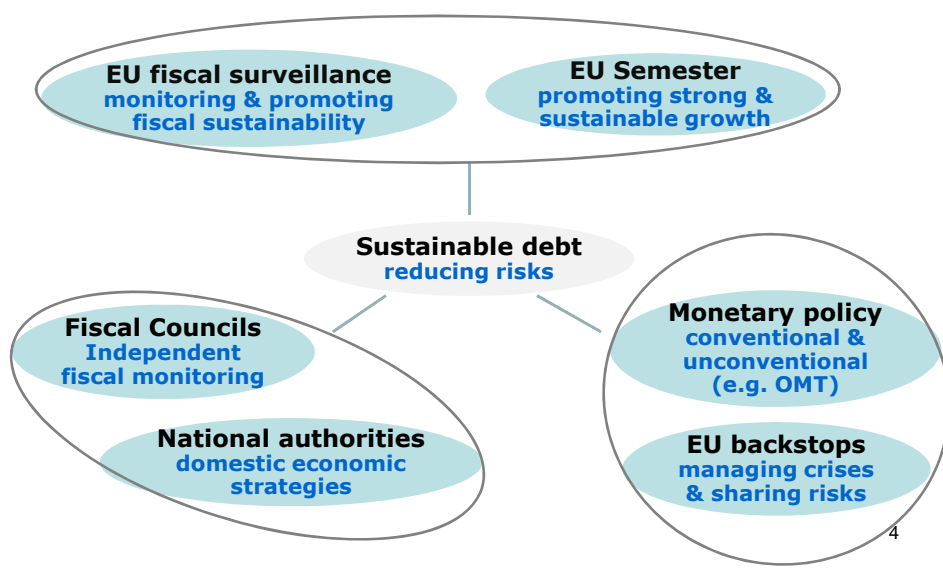 EU fiscal surveillance
monitoring & promoting
fiscal sustainability
EU Semester
promoting strong &
sustainable growth
Sustainable debt
reducing risks
Fiscal Councils
Independent
fiscal monitoring
National authorities
domestic economic
strategies
Monetary policy
conventional &
unconventional
(e.g. OMT)
EU backstops
managing crises
& sharing risks
4